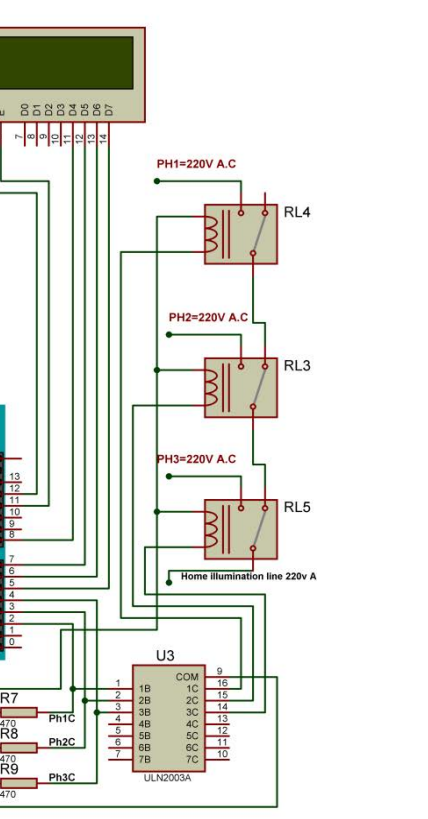 E D0 D1 D2 D3 D4 D5 D6 D7
7 8 9 10 11 12 13 14
PH1=220V A.C
RL4
PH2=220V A.C
RL3
PH3=220V A.C
RL5
Home illumination line 220v A
13
12
11
10
9
8
7
6
5
4
3
2
1
0
U3
COM 9
1 1B 1C 16
2 2B 2C 15
3 3B 3C 14
4 4B 4C 13
5 5B 5C 12
6 6B 6C 11
7 7B 7C 10
ULN2003A
R7
470
Ph1C
R8
470
Ph2C
R9
470
Ph3C